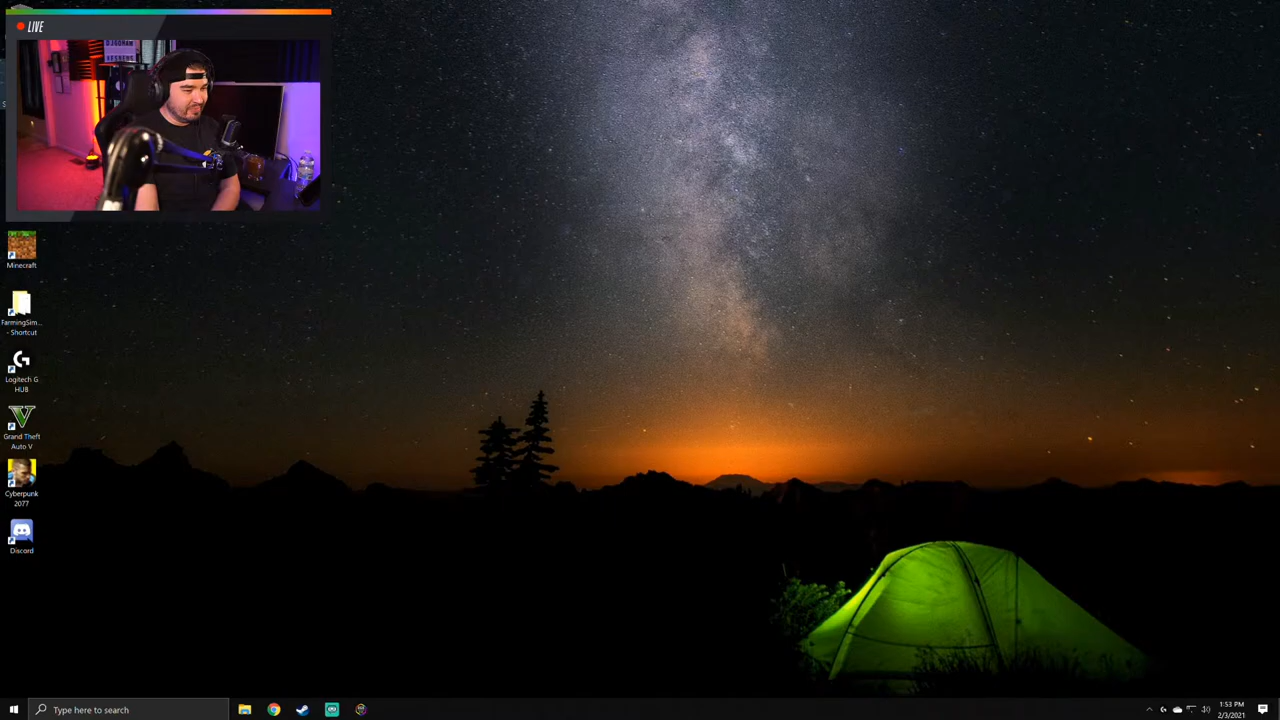 LIVE
Minecraft
FarmingSim...
- Shortcut
Logitech G
HUB
Grand Theft
Auto V
Cyberpunk
2077
Discord
Type here to search
1:53 PM
2/3/2021